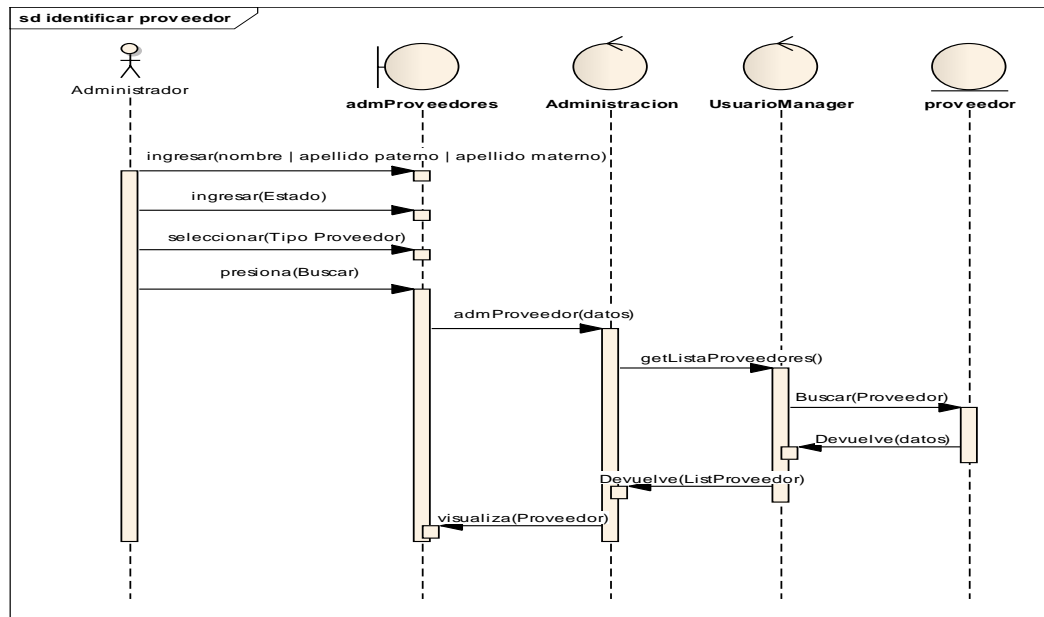 sd identificar proveedor
Administrador
admProveedores
Administracion
UsuarioManager
proveedor
ingresar(nombre | apellido paterno | apellido materno)
ingresar(Estado)
seleccionar(Tipo Proveedor)
presiona(Buscar)
admProveedor(datos)
getListaProveedores()
Buscar(Proveedor)
Devuelve(datos)
Devuelve(ListProveedor)
visualiza(Proveedor)